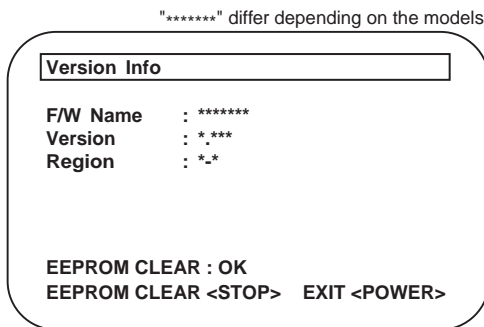 "*******" differ depending on the models
Version Info
F/W Name : *******
Version : *.***
Region : *-*
EEPROM CLEAR : OK
EEPROM CLEAR <STOP> EXIT <POWER>